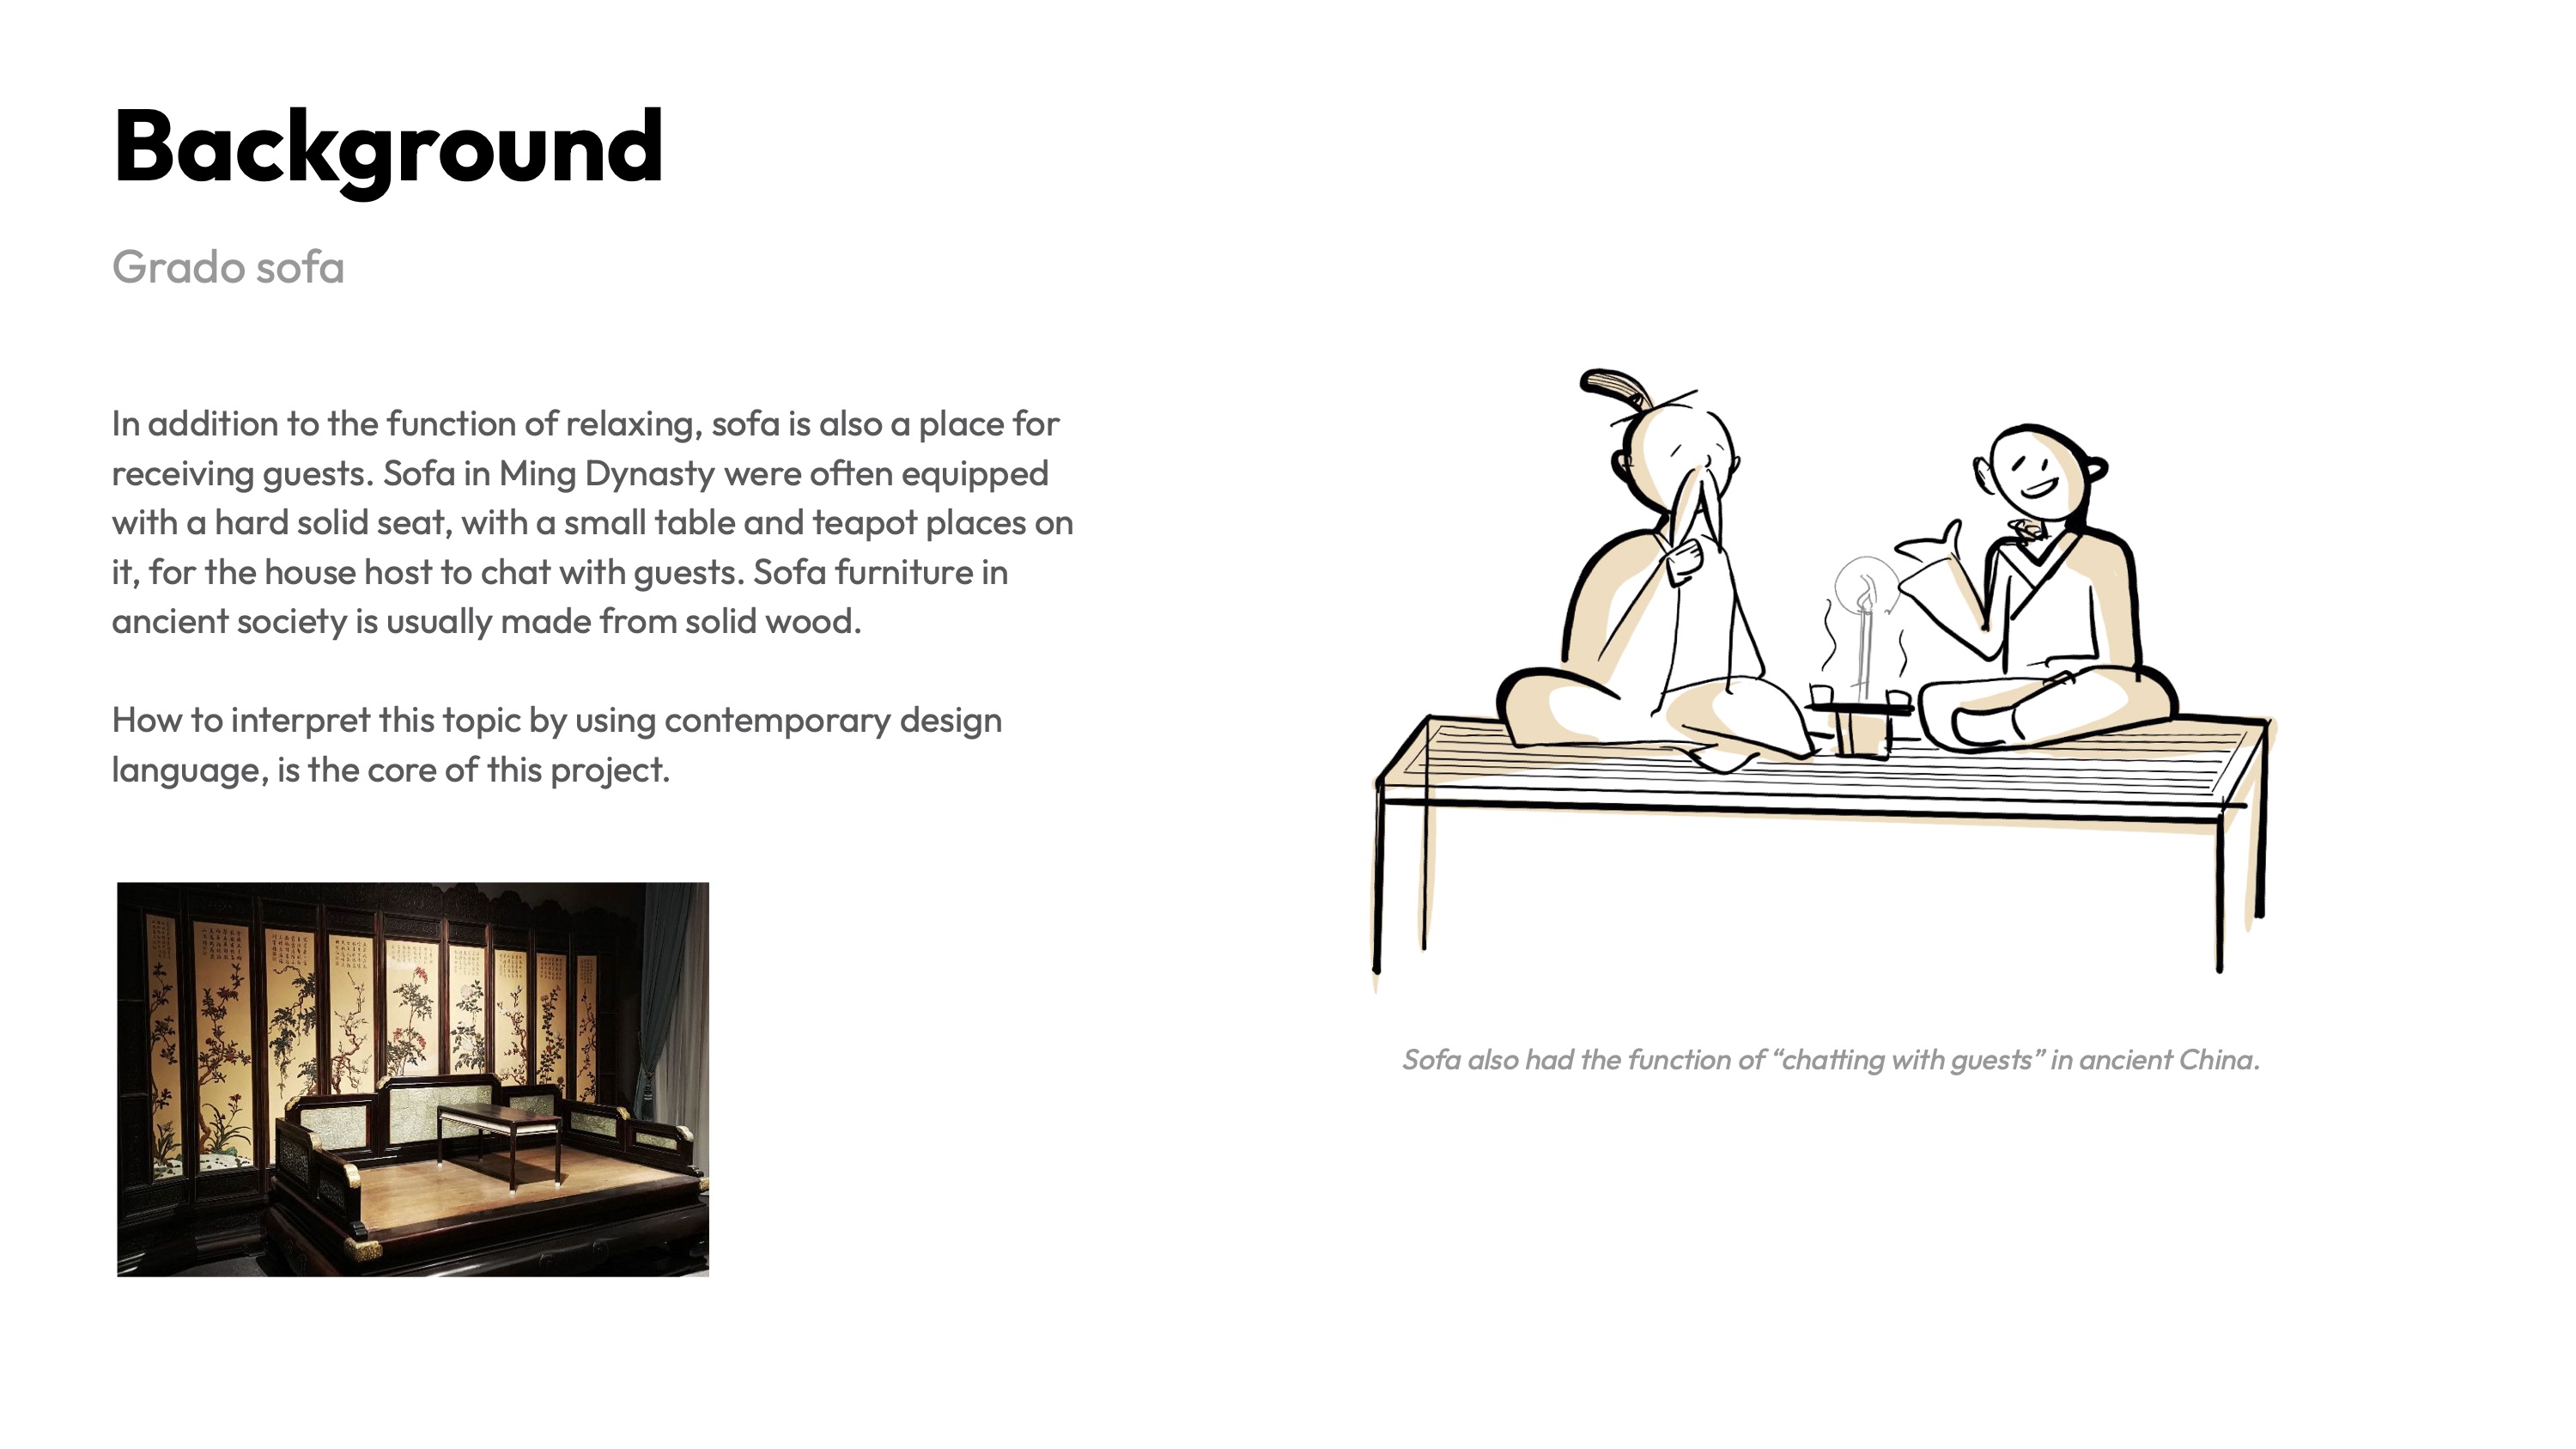 Background
Grado sofa
In addition to the function of relaxing, sofa is also a place for
receiving guests. Sofa in Ming Dynasty were often equipped
with a hard solid seat, with a small table and teapot places on
it, for the house host to chat with guests. Sofa furniture in
ancient society is usually made from solid wood.
How to interpret this topic by using contemporary design
language, is the core of this project.
Sofa also had the function of “chatting with guests” in ancient China.